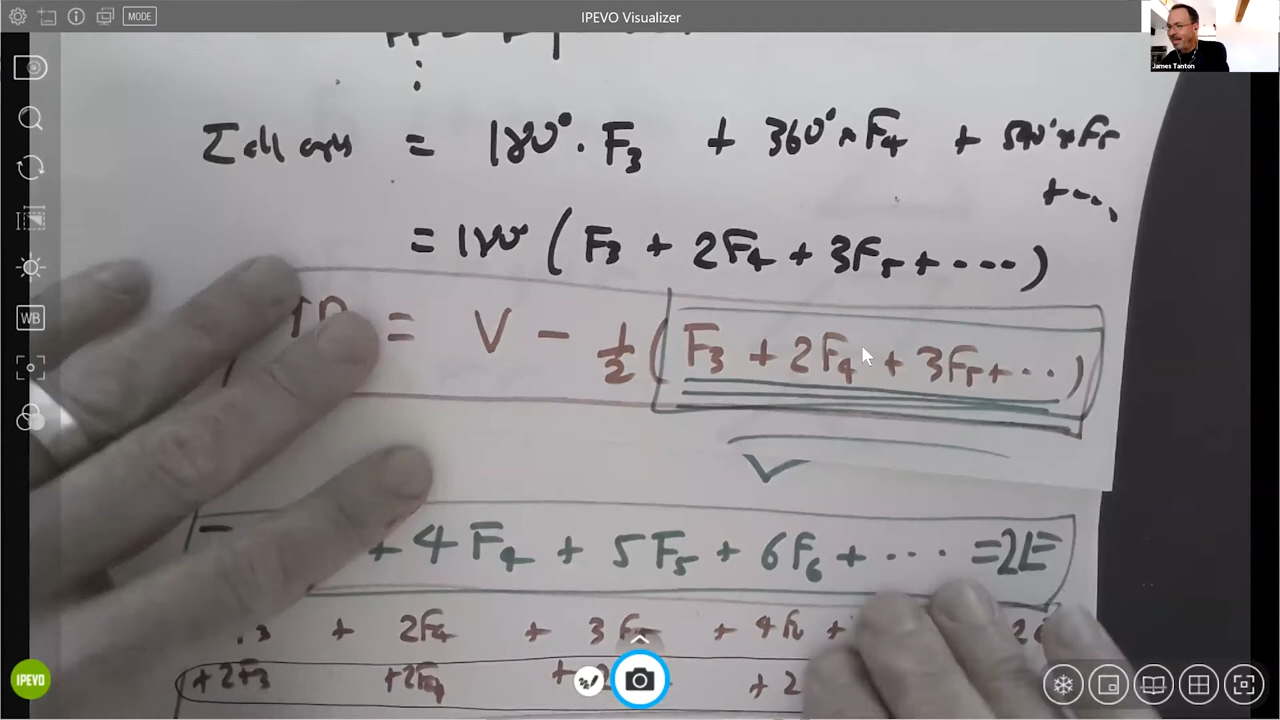 MODE
IPEVO Visualizer
James Tanton
⋮
Σ all = 180° · F₃ + 360° × F₄ + 540° × F₅
+ ...
= 180° ( F₃ + 2F₄ + 3F₅ + ···· )
= V − ½ ( F₃ + 2F₄ + 3F₅ + ··· )
WB
+ 4F₄ + 5F₅ + 6F₆ + ··· = 2E
+ 2F₄ + 3F₅ + 4F₆ +
+ 2F₃ + 2F₄ + 2 + 2
IPEVO